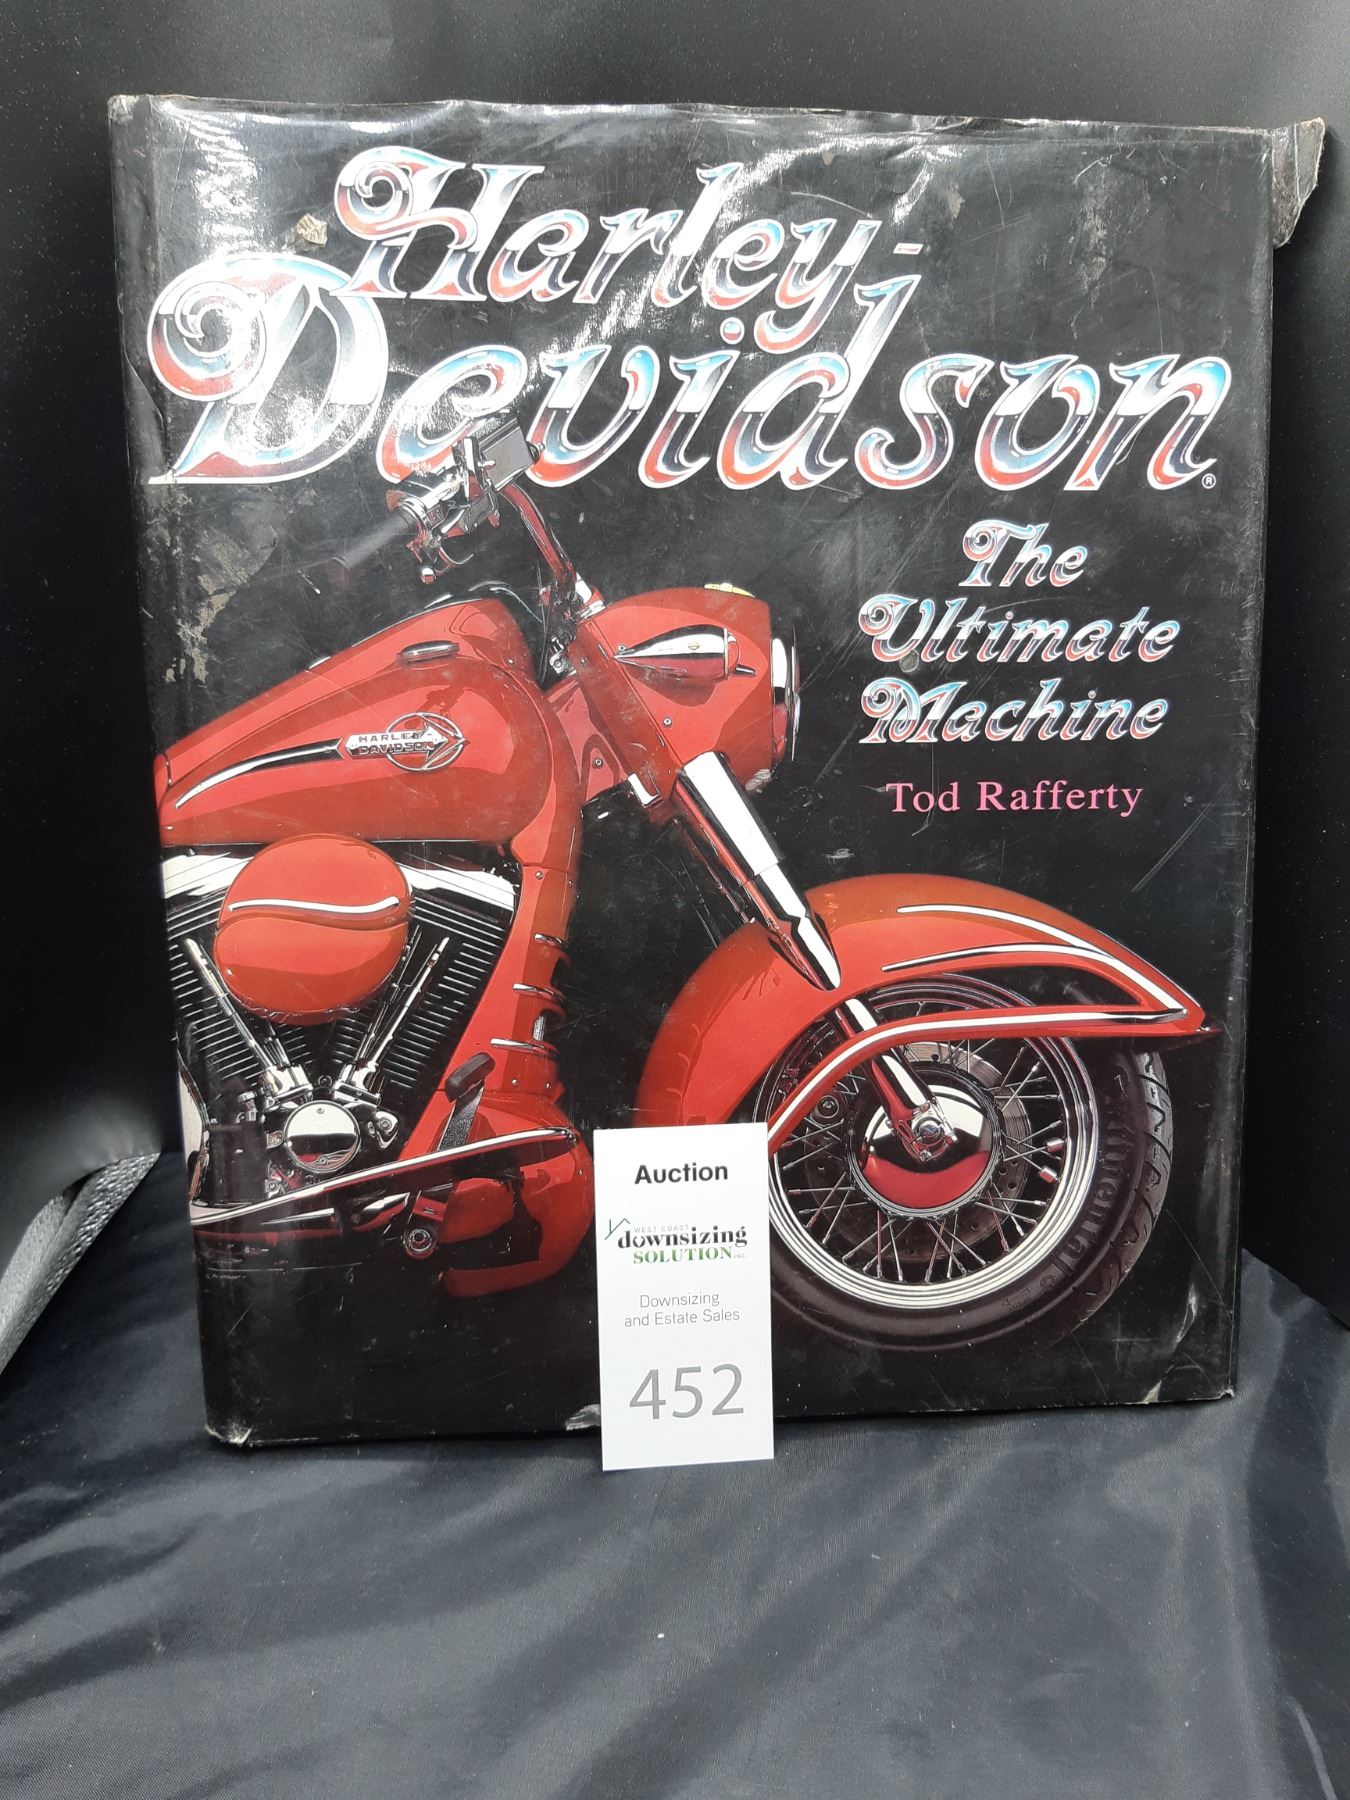 Harley-
Davidson®
The
Ultimate
Machine
Tod Rafferty
HARLEY
DAVIDSON
Continental
Auction
WEST COAST
downsizing
SOLUTION INC.
Downsizing
and Estate Sales
452